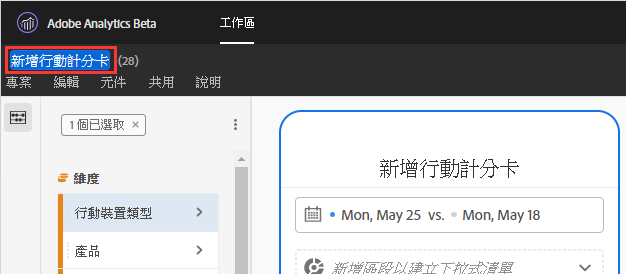 Adobe Analytics Beta 工作區
新增行動計分卡 (28)
專案 編輯 元件 共用 說明
1 個已選取 ×
新增行動計分卡
維度
行動裝置類型
Mon, May 25 vs. Mon, May 18
產品
新增區段以建立下拉式清單